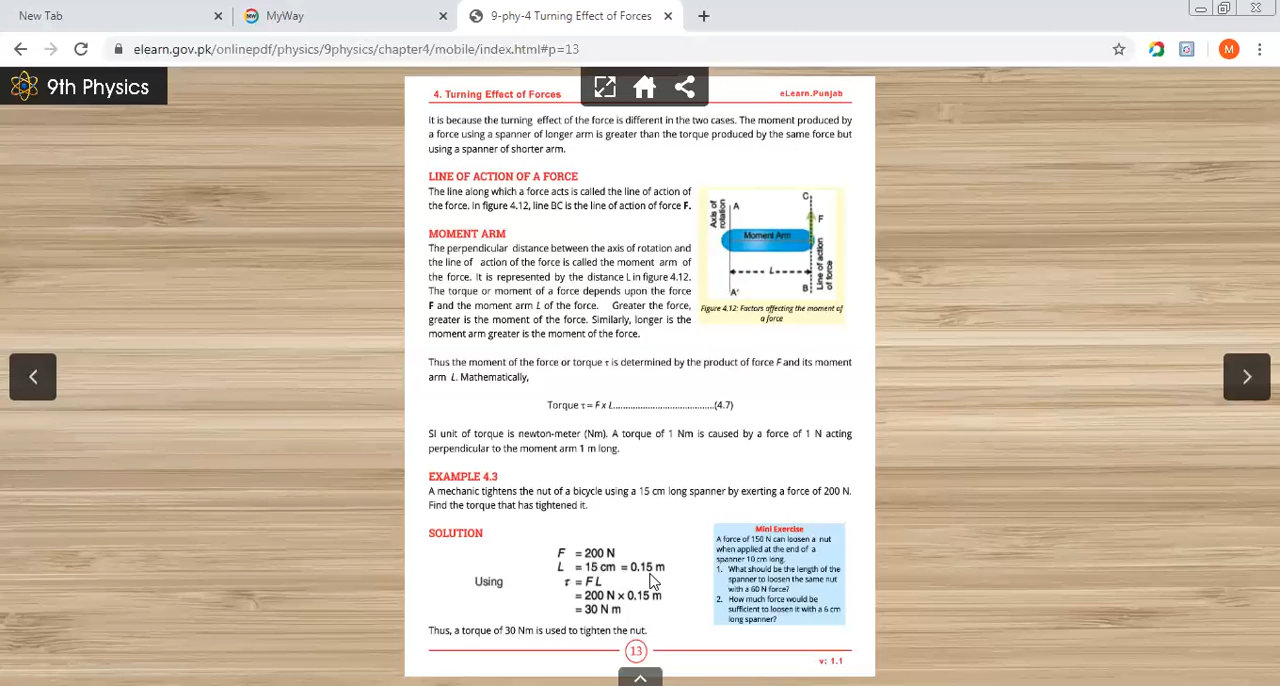 New Tab
MyWay
9-phy-4 Turning Effect of Forces
elearn.gov.pk/onlinepdf/physics/9physics/chapter4/mobile/index.html#p=13
M
9th Physics
4. Turning Effect of Forces
eLearn.Punjab
It is because the turning effect of the force is different in the two cases. The moment produced by
a force using a spanner of longer arm is greater than the torque produced by the same force but
using a spanner of shorter arm.
LINE OF ACTION OF A FORCE
The line along which a force acts is called the line of action of
the force. In figure 4.12, line BC is the line of action of force F.
MOMENT ARM
The perpendicular distance between the axis of rotation and
the line of action of the force is called the moment arm of
the force. It is represented by the distance L in figure 4.12.
The torque or moment of a force depends upon the force
F and the moment arm L of the force. Greater the force,
greater is the moment of the force. Similarly, longer is the
moment arm greater is the moment of the force.
Axis of
rotation
A
C
F
Moment Arm
L
A'
B
Line of action
of force
Figure 4.12: Factors affecting the moment of
a force
Thus the moment of the force or torque τ is determined by the product of force F and its moment
arm L. Mathematically,
Torque τ = F x L.......................................(4.7)
SI unit of torque is newton-meter (Nm). A torque of 1 Nm is caused by a force of 1 N acting
perpendicular to the moment arm 1 m long.
EXAMPLE 4.3
A mechanic tightens the nut of a bicycle using a 15 cm long spanner by exerting a force of 200 N.
Find the torque that has tightened it.
SOLUTION
F = 200 N
L = 15 cm = 0.15 m
Using τ = F L
= 200 N × 0.15 m
= 30 N m
Thus, a torque of 30 Nm is used to tighten the nut.
Mini Exercise
A force of 150 N can loosen a nut
when applied at the end of a
spanner 10 cm long.
1. What should be the length of the
spanner to loosen the same nut
with a 60 N force?
2. How much force would be
sufficient to loosen it with a 6 cm
long spanner?
13
v: 1.1